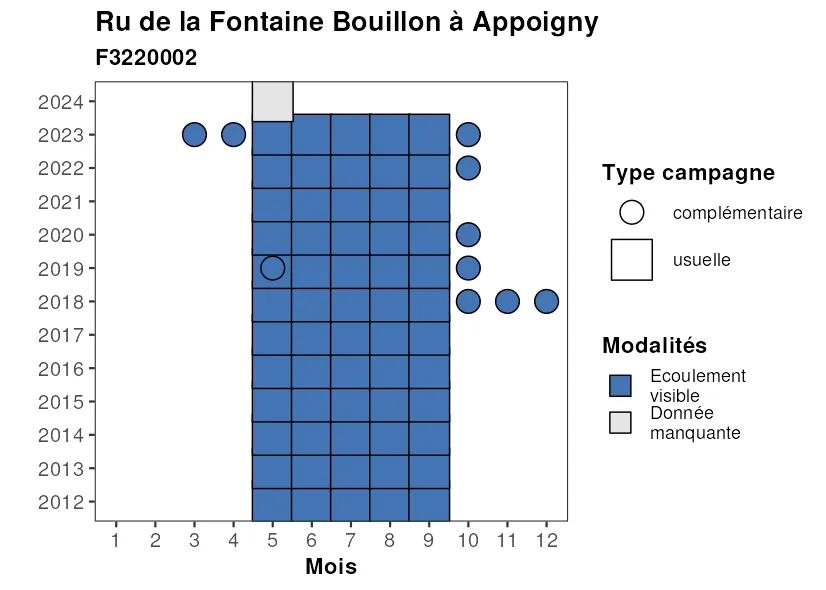 Ru de la Fontaine Bouillon à Appoigny
F3220002
2024
2023
2022
2021
2020
2019
2018
2017
2016
2015
2014
2013
2012
1 2 3 4 5 6 7 8 9 10 11 12
Mois
Type campagne
complémentaire
usuelle
Modalités
Ecoulement
visible
Donnée
manquante